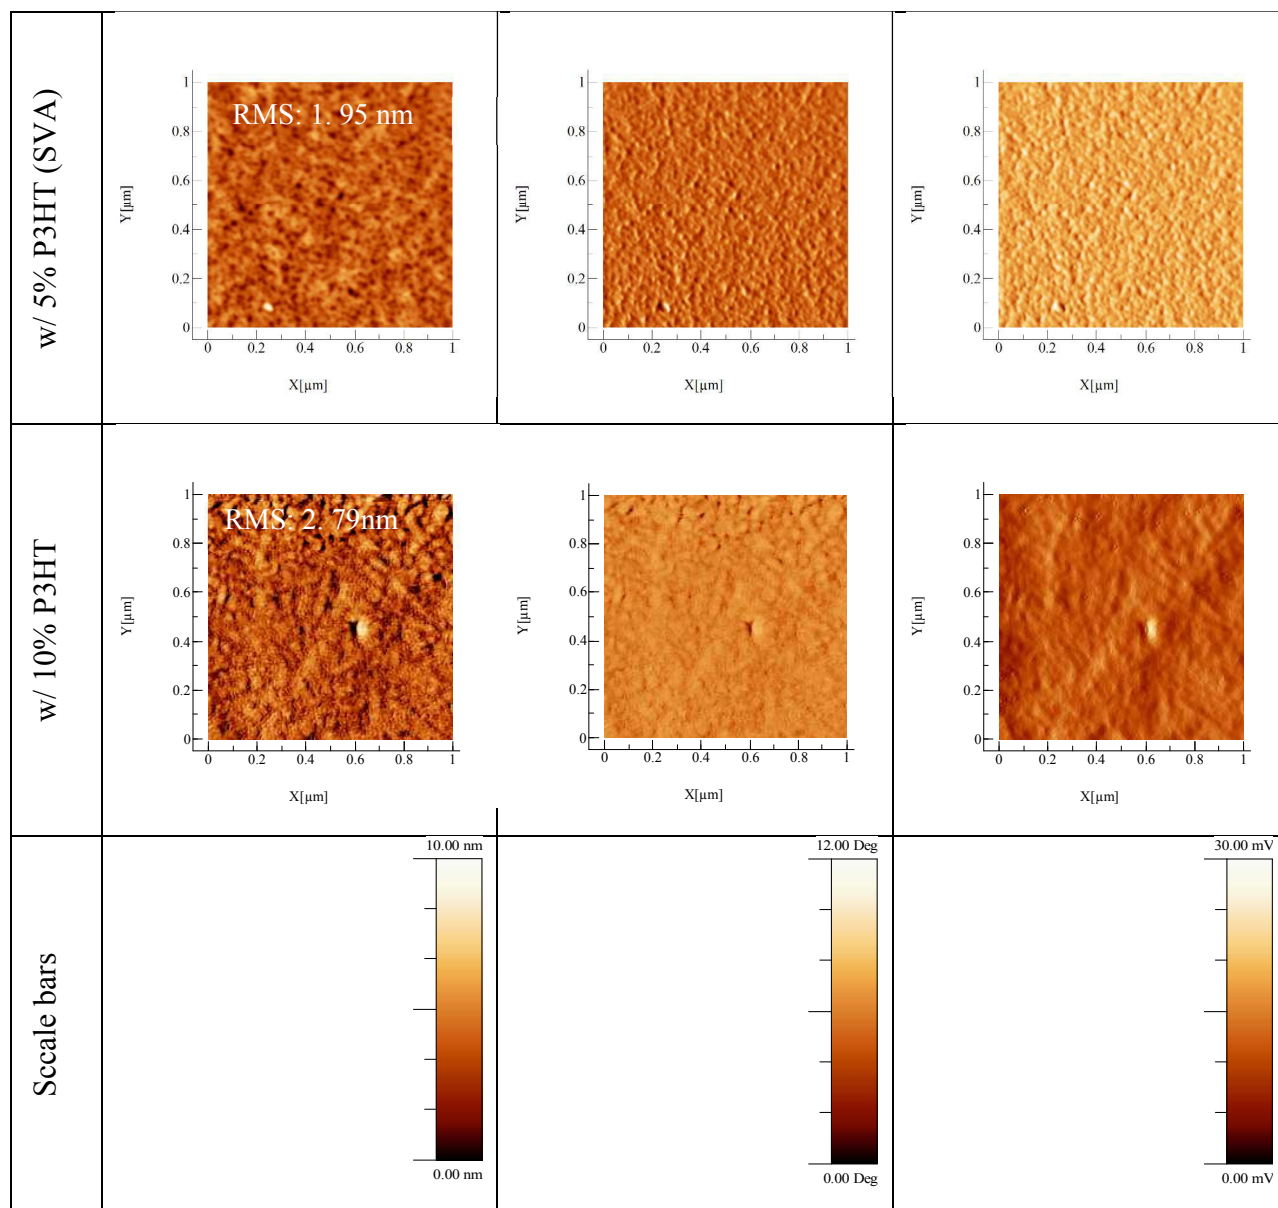 w/ 5% P3HT (SVA)
RMS: 1. 95 nm
1
0.8
0.6
0.4
0.2
0
Y[µm]
0 0.2 0.4 0.6 0.8 1
X[µm]
1
0.8
0.6
0.4
0.2
0
Y[µm]
0 0.2 0.4 0.6 0.8 1
X[µm]
1
0.8
0.6
0.4
0.2
0
Y[µm]
0 0.2 0.4 0.6 0.8 1
X[µm]
w/ 10% P3HT
RMS: 2. 79nm
1
0.8
0.6
0.4
0.2
0
Y[µm]
0 0.2 0.4 0.6 0.8 1
X[µm]
1
0.8
0.6
0.4
0.2
0
Y[µm]
0 0.2 0.4 0.6 0.8 1
X[µm]
1
0.8
0.6
0.4
0.2
0
Y[µm]
0 0.2 0.4 0.6 0.8 1
X[µm]
Sccale bars
10.00 nm
0.00 nm
12.00 Deg
0.00 Deg
30.00 mV
0.00 mV